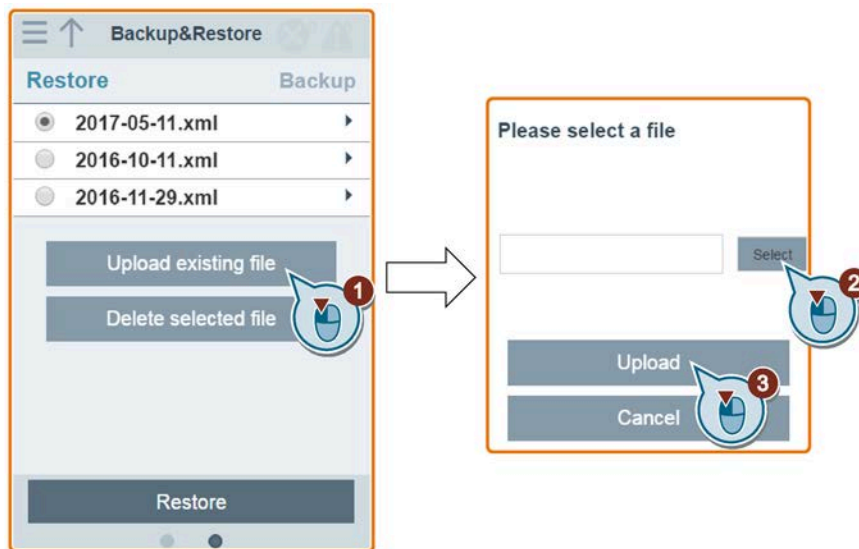 Backup&Restore
Restore Backup
2017-05-11.xml
2016-10-11.xml
2016-11-29.xml
Upload existing file
1
Delete selected file
Restore
Please select a file
Select
2
Upload
3
Cancel